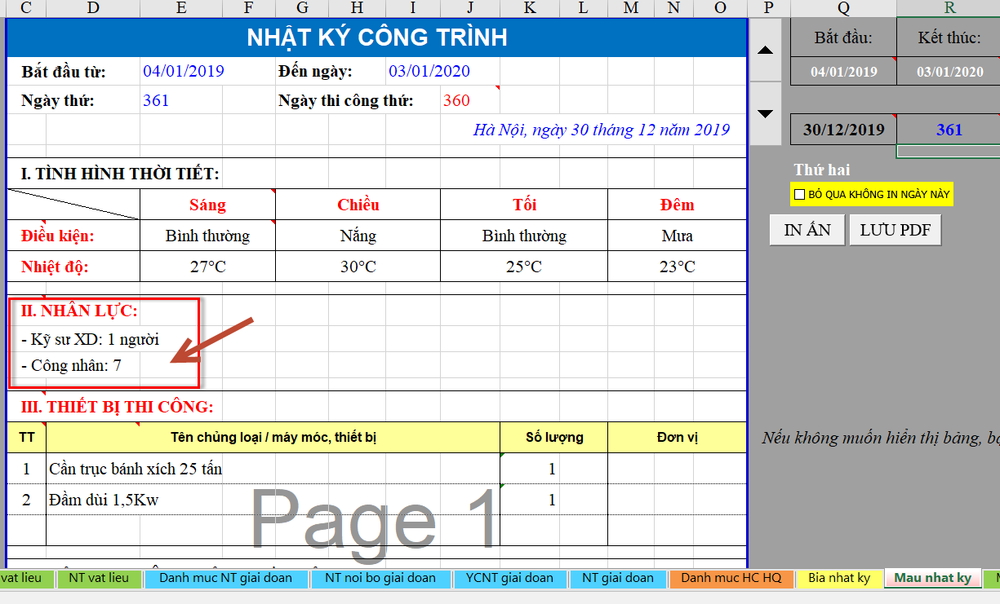 C D E F G H I J K L M N O P Q R
NHẬT KÝ CÔNG TRÌNH
Bắt đầu: Kết thúc:
Bắt đầu từ: 04/01/2019 Đến ngày: 03/01/2020
04/01/2019 03/01/2020
Ngày thứ: 361 Ngày thi công thứ: 360
Hà Nội, ngày 30 tháng 12 năm 2019
30/12/2019 361
Thứ hai
I. TÌNH HÌNH THỜI TIẾT:
BỎ QUA KHÔNG IN NGÀY NÀY
Sáng Chiều Tối Đêm
IN ẤN LƯU PDF
Điều kiện: Bình thường Nắng Bình thường Mưa
Nhiệt độ: 27°C 30°C 25°C 23°C
II. NHÂN LỰC:
- Kỹ sư XD: 1 người
- Công nhân: 7
III. THIẾT BỊ THI CÔNG:
TT Tên chủng loại / máy móc, thiết bị Số lượng Đơn vị
Nếu không muốn hiển thị bảng,
1 Cần trục bánh xích 25 tấn 1
2 Đầm dùi 1,5Kw 1
Page 1
vat lieu NT vat lieu Danh muc NT giai doan NT noi bo giai doan YCNT giai doan NT giai doan Danh muc HC HQ Bia nhat ky Mau nhat ky